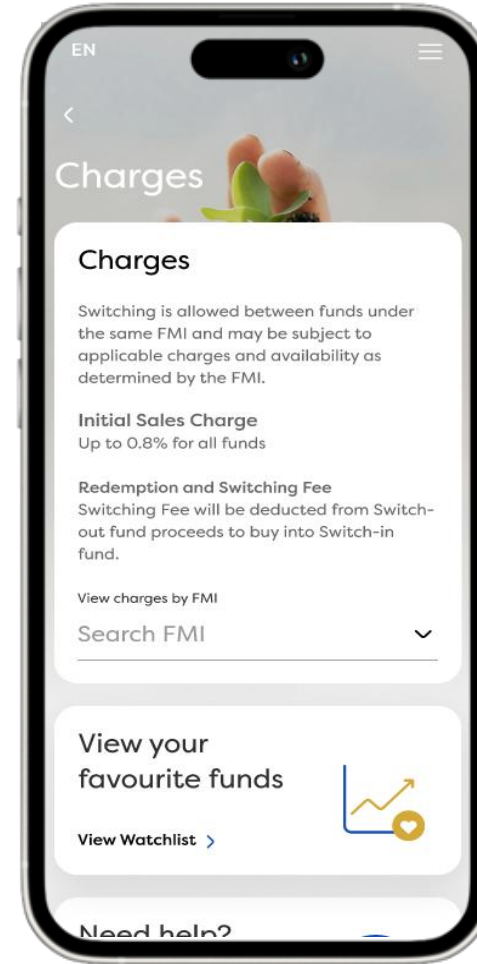 EN
Charges
Charges
Switching is allowed between funds under
the same FMI and may be subject to
applicable charges and availability as
determined by the FMI.
Initial Sales Charge
Up to 0.8% for all funds
Redemption and Switching Fee
Switching Fee will be deducted from Switch-
out fund proceeds to buy into Switch-in
fund.
View charges by FMI
Search FMI
View your
favourite funds
View Watchlist >
Need help?